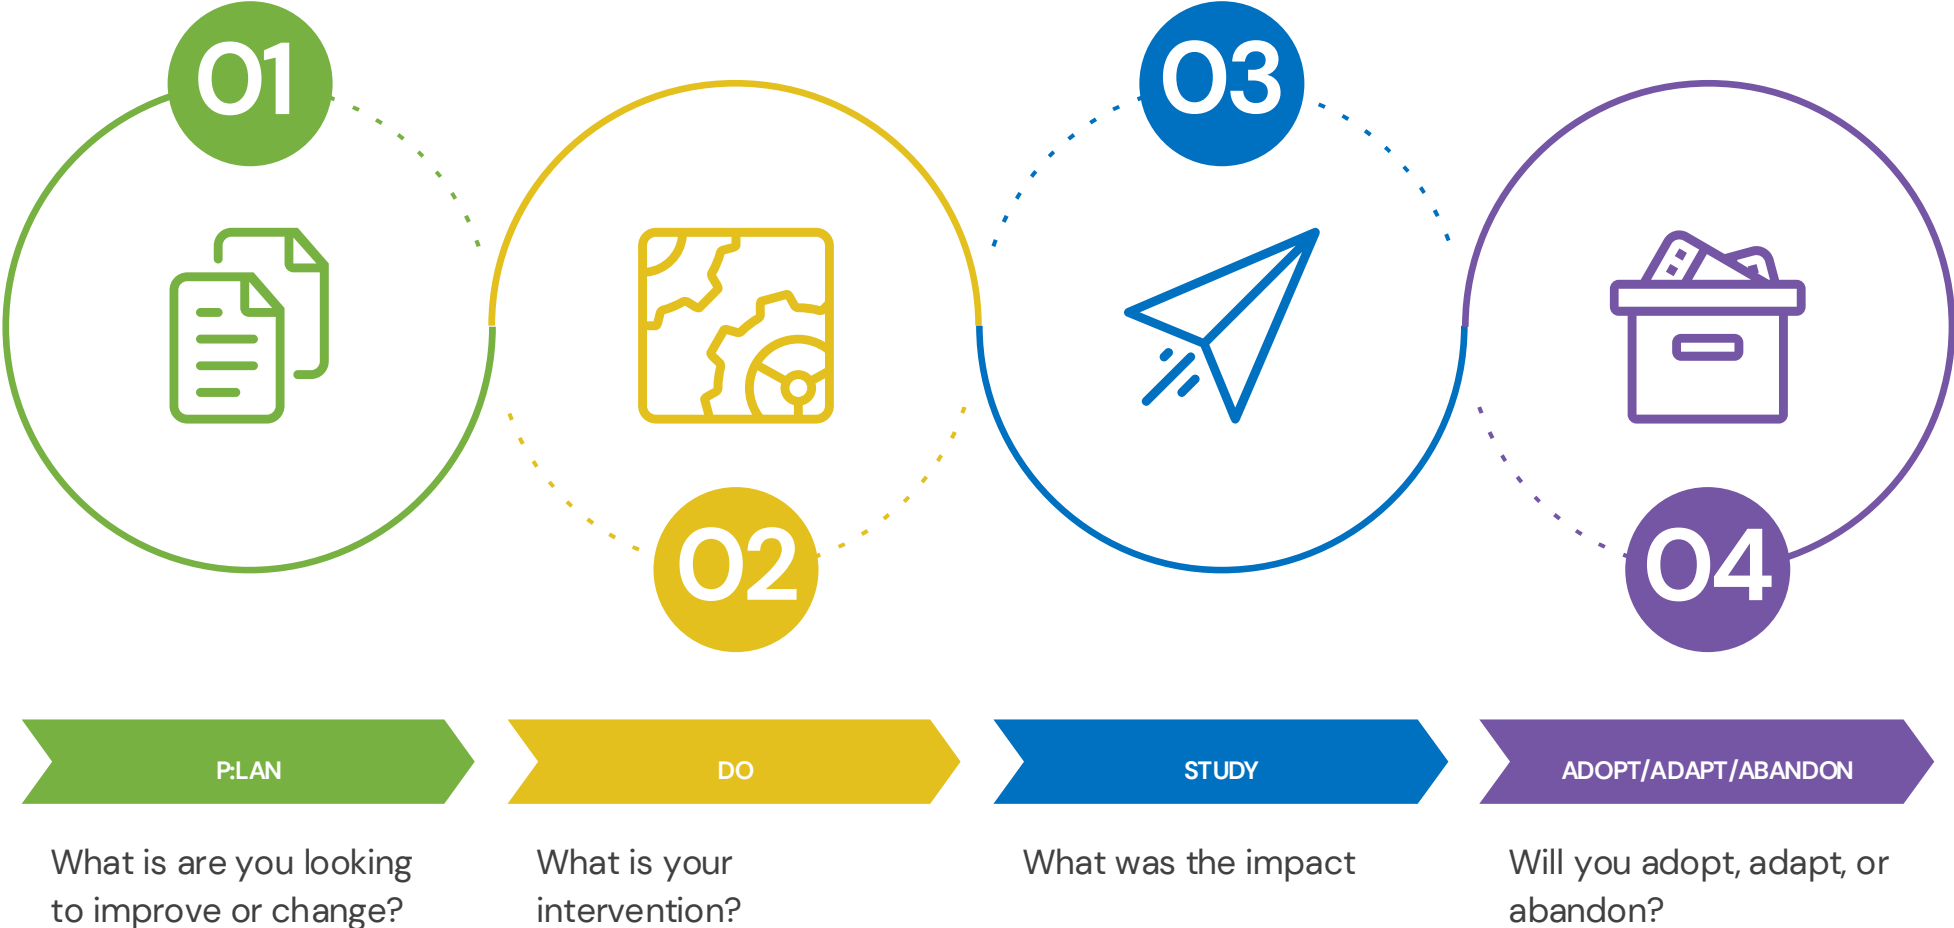 01
02
03
04
P:LAN
DO
STUDY
ADOPT/ADAPT/ABANDON
What is are you looking
to improve or change?
What is your
intervention?
What was the impact
Will you adopt, adapt, or
abandon?